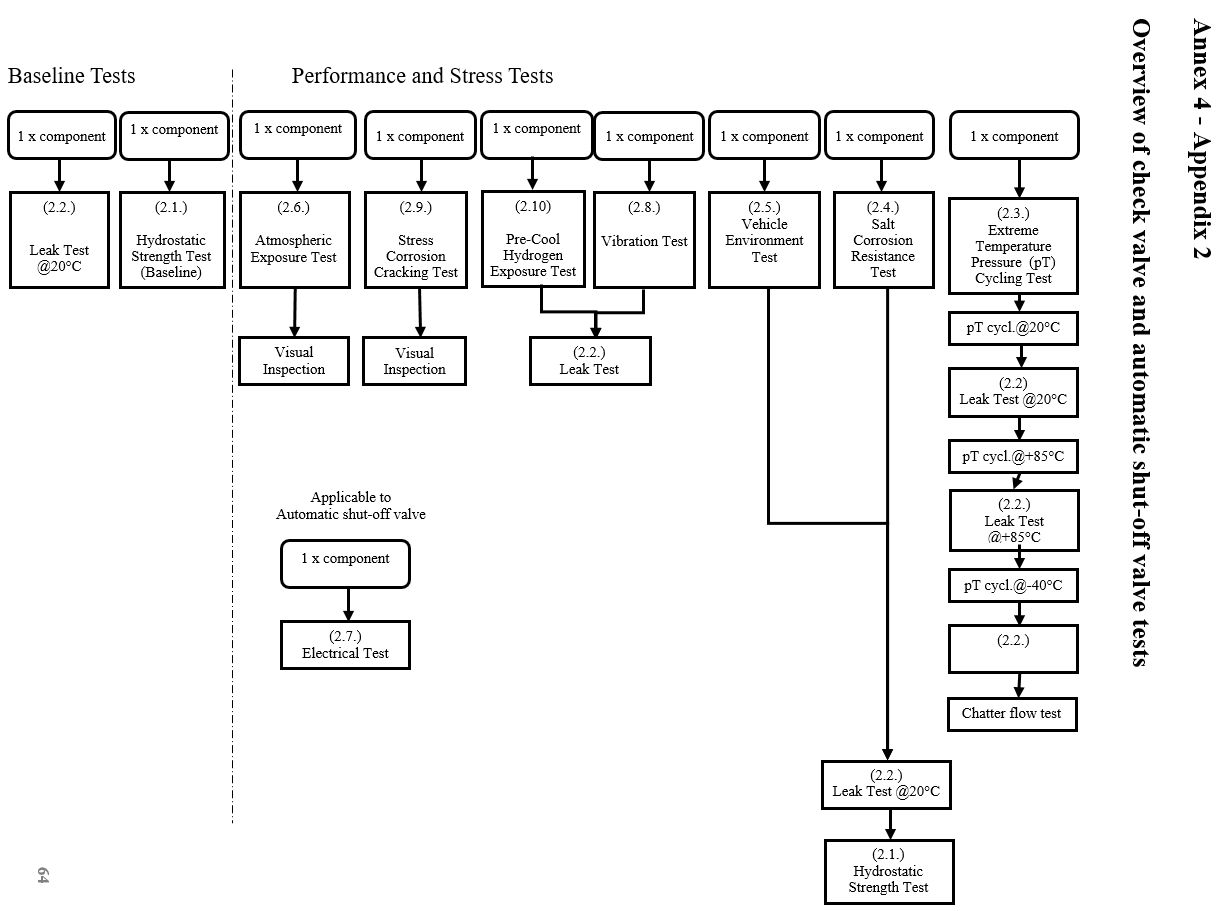 Annex 4 - Appendix 2
Overview of check valve and automatic shut-off valve tests
Baseline Tests
Performance and Stress Tests
1 x component
1 x component
1 x component
1 x component
1 x component
1 x component
1 x component
1 x component
1 x component
(2.2.)
Leak Test
@20°C
(2.1.)
Hydrostatic
Strength Test
(Baseline)
(2.6.)
Atmospheric
Exposure Test
(2.9.)
Stress
Corrosion
Cracking Test
(2.10)
Pre-Cool
Hydrogen
Exposure Test
(2.8.)
Vibration Test
(2.5.)
Vehicle
Environment
Test
(2.4.)
Salt
Corrosion
Resistance
Test
(2.3.)
Extreme
Temperature
Pressure (pT)
Cycling Test
Visual
Inspection
Visual
Inspection
(2.2.)
Leak Test
pT cycl.@20°C
(2.2)
Leak Test @20°C
pT cycl.@+85°C
(2.2.)
Leak Test
@+85°C
pT cycl.@-40°C
(2.2.)
Chatter flow test
Applicable to
Automatic shut-off valve
1 x component
(2.7.)
Electrical Test
(2.2.)
Leak Test @20°C
(2.1.)
Hydrostatic
Strength Test
64